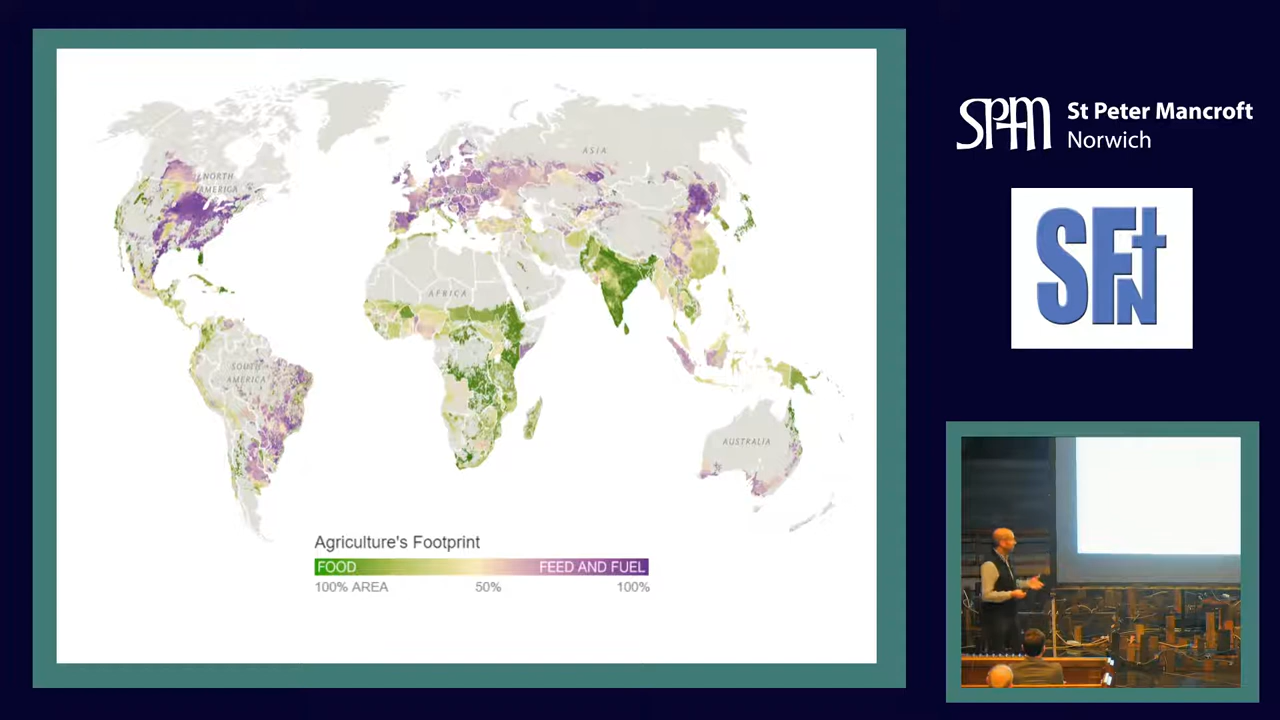 ASIA
NORTH
AMERICA
AFRICA
SOUTH
AMERICA
AUSTRALIA
Agriculture's Footprint
FOOD
FEED AND FUEL
100% AREA
50%
100%
SPM
St Peter Mancroft
Norwich
SFN